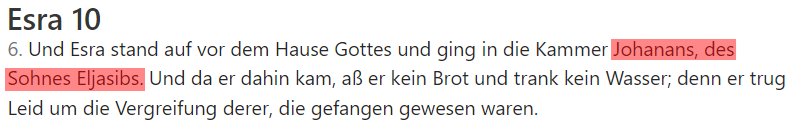 Esra 10
6. Und Esra stand auf vor dem Hause Gottes und ging in die Kammer Johanans, des
Sohnes Eljasibs. Und da er dahin kam, aß er kein Brot und trank kein Wasser; denn er trug
Leid um die Vergreifung derer, die gefangen gewesen waren.